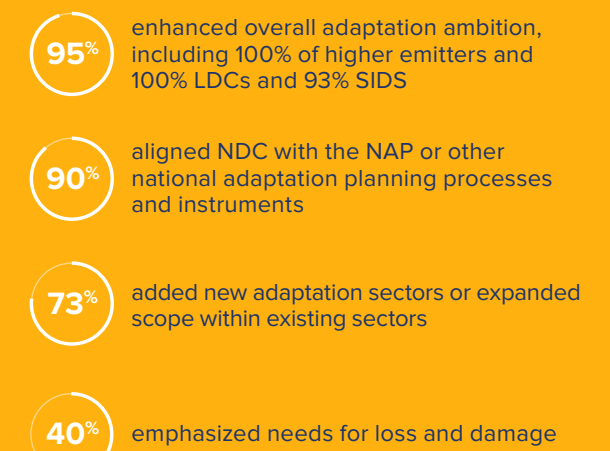 95%
enhanced overall adaptation ambition,
including 100% of higher emitters and
100% LDCs and 93% SIDS
90%
aligned NDC with the NAP or other
national adaptation planning processes
and instruments
73%
added new adaptation sectors or expanded
scope within existing sectors
40%
emphasized needs for loss and damage